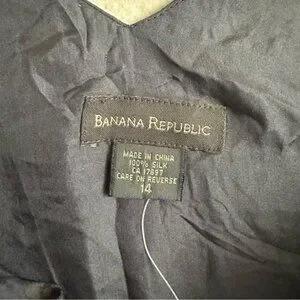 BANANA REPUBLIC
MADE IN CHINA
100% SILK
CA 17897
CARE ON REVERSE
14